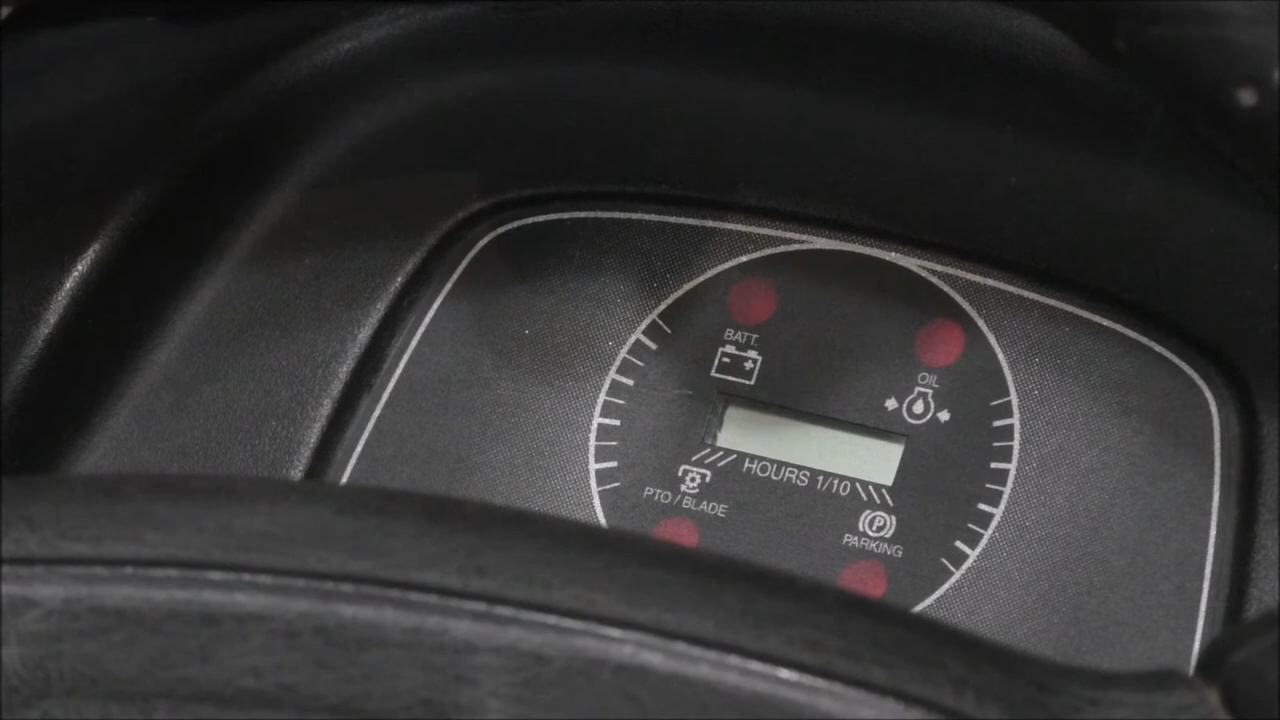 BATT.
- +
OIL
HOURS 1/10
PTO / BLADE
(P)
PARKING